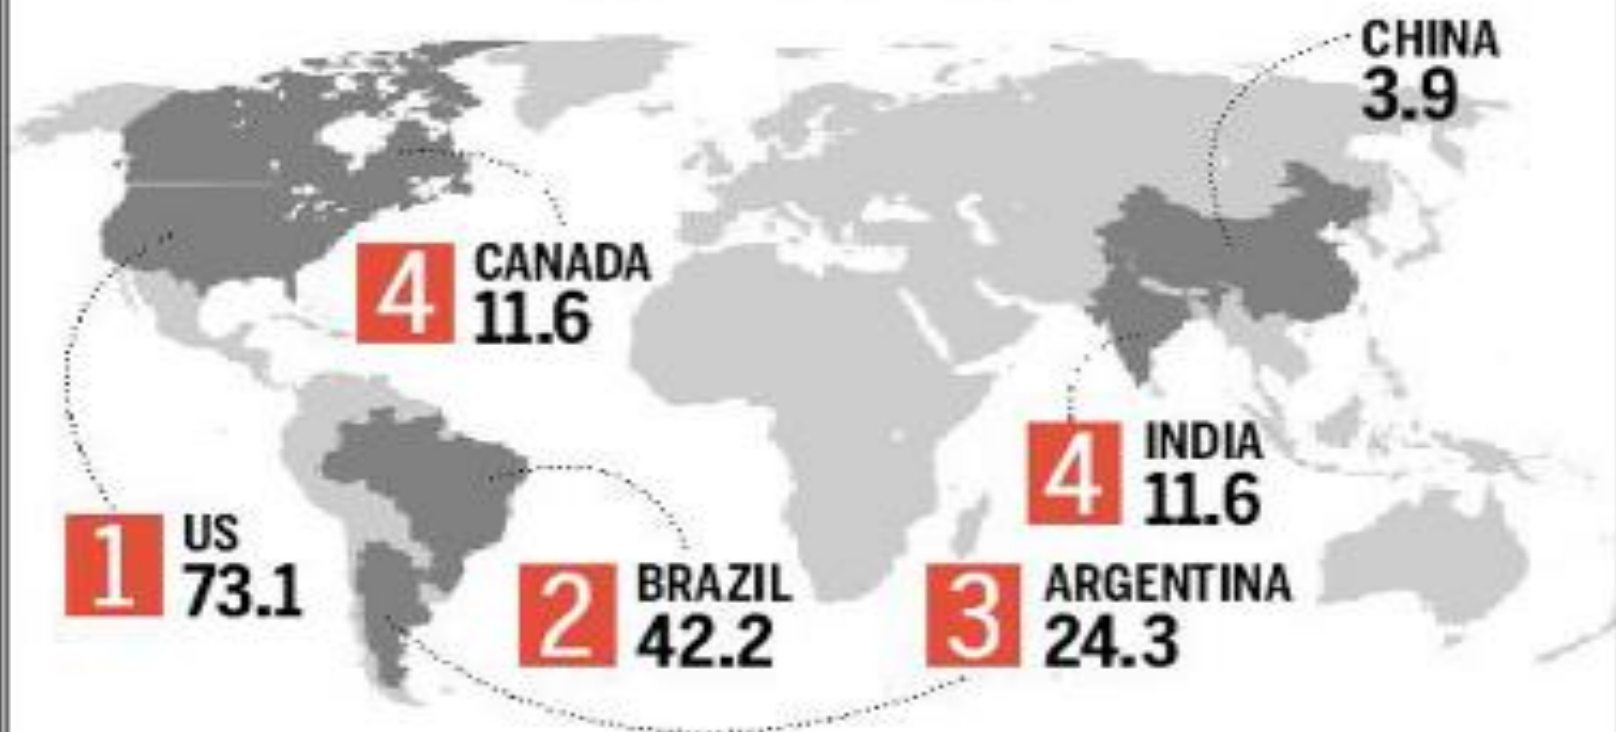 CHINA
3.9
4 CANADA
11.6
4 INDIA
11.6
1 US
73.1
2 BRAZIL
42.2
3 ARGENTINA
24.3